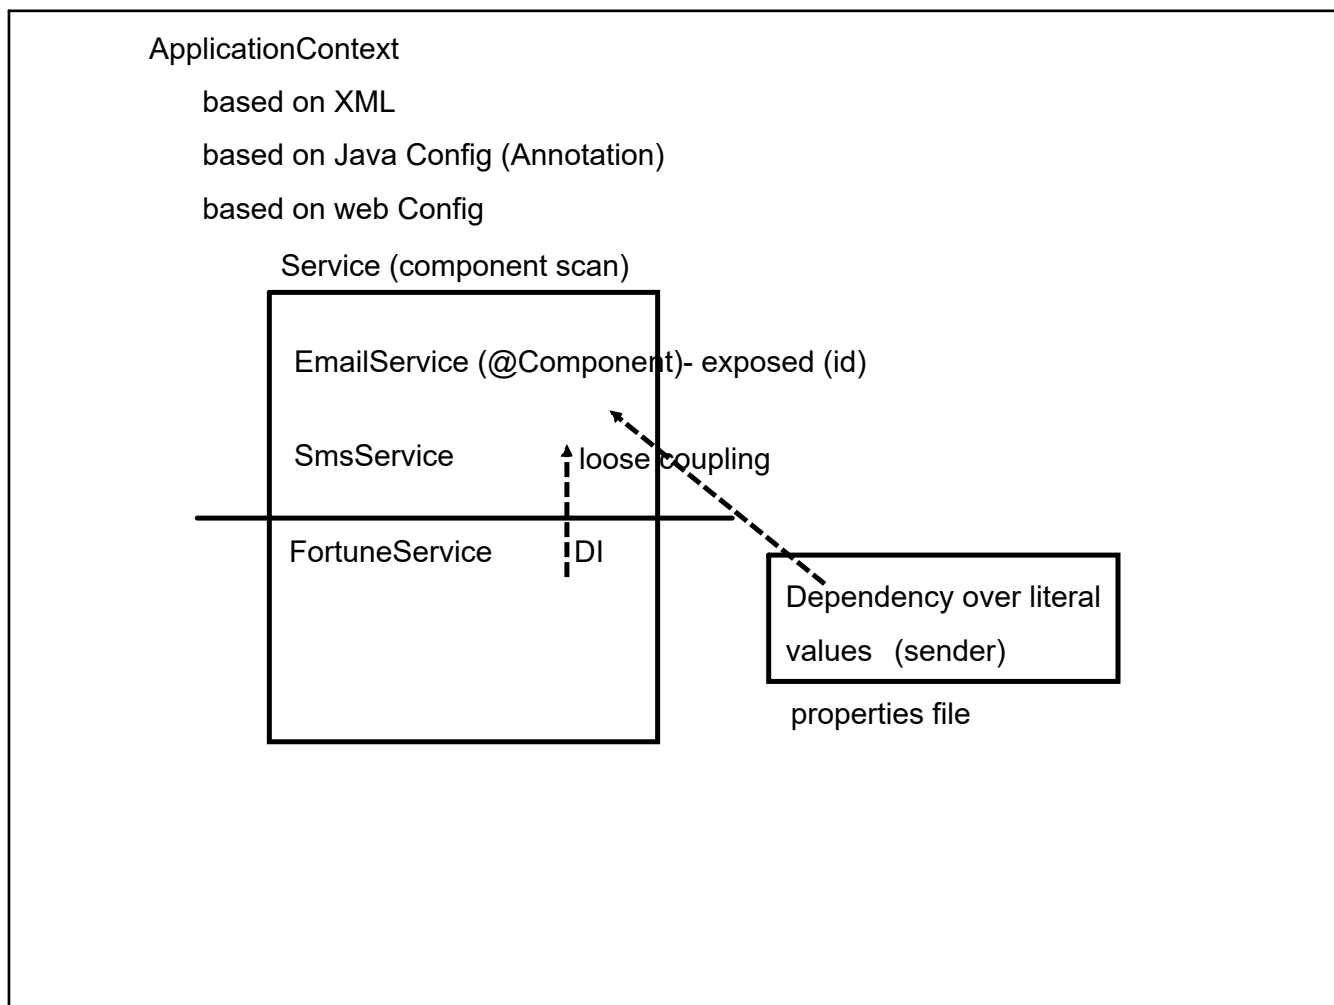 ApplicationContext
based on XML
based on Java Config (Annotation)
based on web Config
Service (component scan)
EmailService (@Component)- exposed (id)
SmsService
loose coupling
FortuneService
DI
Dependency over literal
values (sender)
properties file